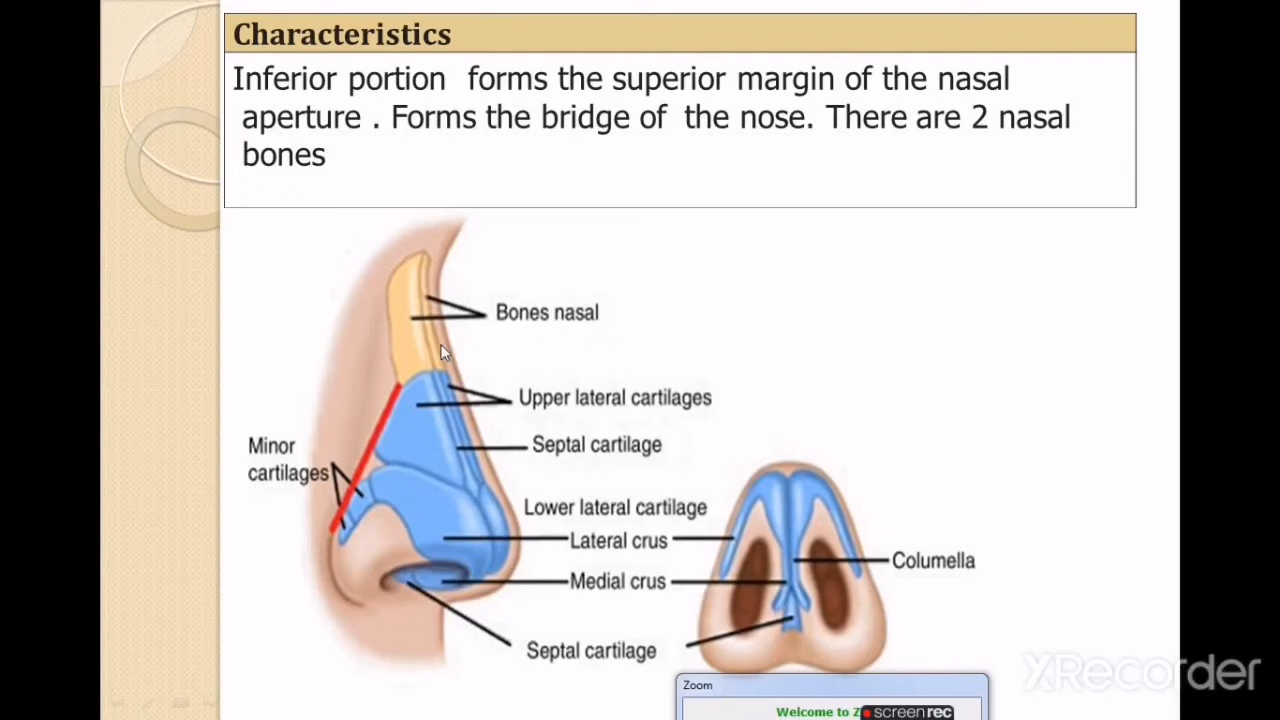 Characteristics
Inferior portion forms the superior margin of the nasal
aperture . Forms the bridge of the nose. There are 2 nasal
bones
Bones nasal
Upper lateral cartilages
Septal cartilage
Minor
cartilages
Lower lateral cartilage
Lateral crus
Columella
Medial crus
Septal cartilage
XRecorder
Zoom
Welcome to Z
screenrec